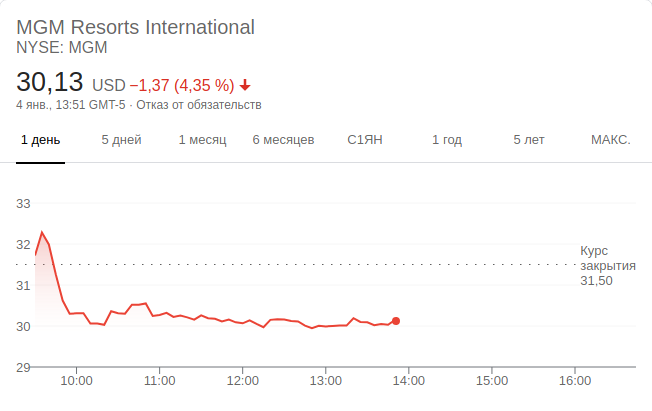 MGM Resorts International
NYSE: MGM
30,13 USD −1,37 (4,35 %)
4 янв., 13:51 GMT-5 · Отказ от обязательств
1 день 5 дней 1 месяц 6 месяцев С1ЯН 1 год 5 лет МАКС.
33
32
Курс
закрытия
31,50
31
30
29
10:00 11:00 12:00 13:00 14:00 15:00 16:00